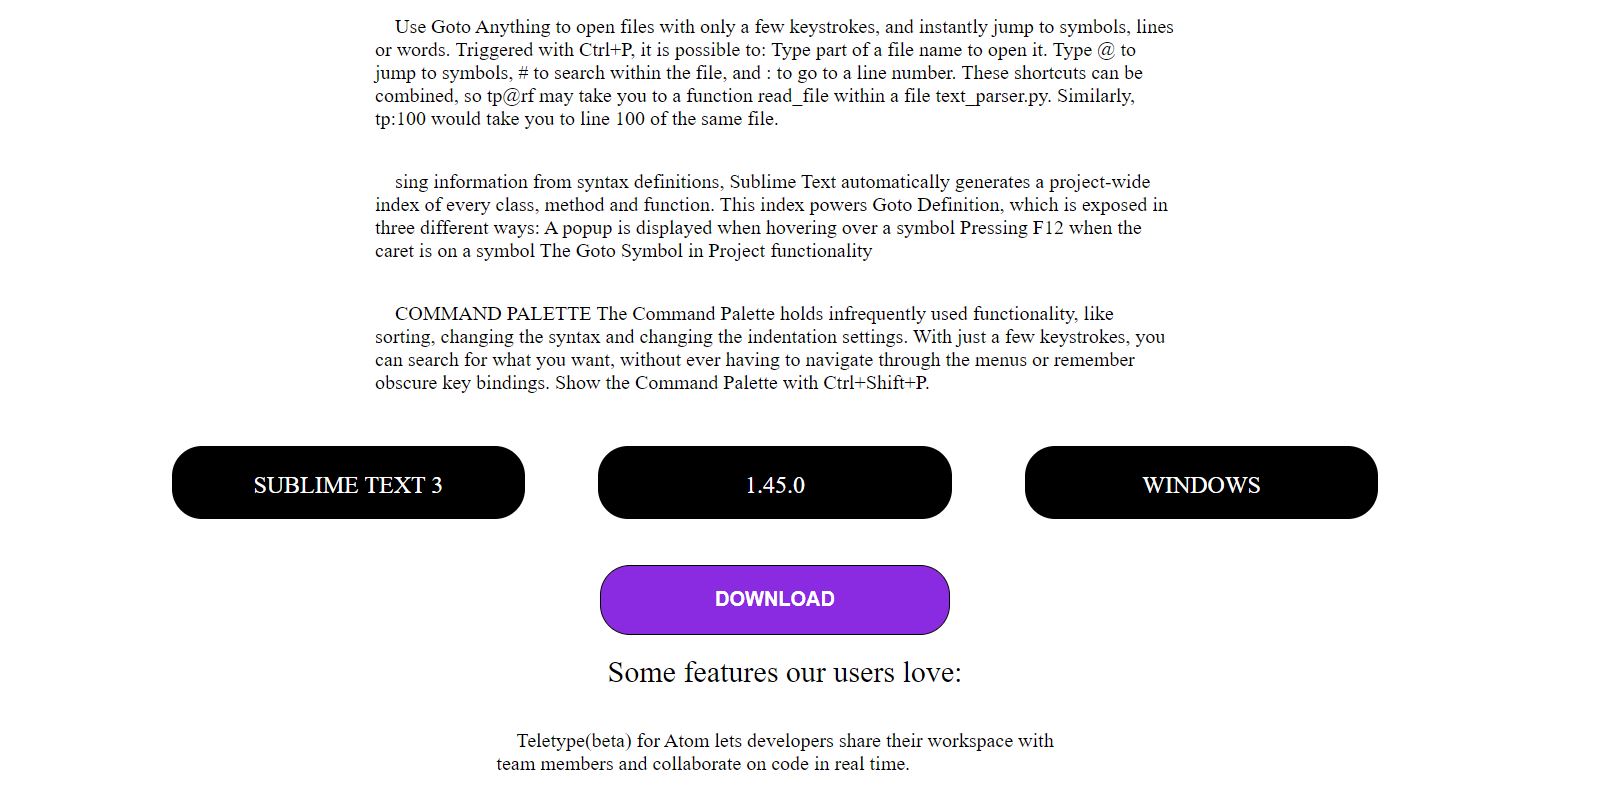 Use Goto Anything to open files with only a few keystrokes, and instantly jump to symbols, lines
or words. Triggered with Ctrl+P, it is possible to: Type part of a file name to open it. Type @ to
jump to symbols, # to search within the file, and : to go to a line number. These shortcuts can be
combined, so tp@rf may take you to a function read_file within a file text_parser.py. Similarly,
tp:100 would take you to line 100 of the same file.
sing information from syntax definitions, Sublime Text automatically generates a project-wide
index of every class, method and function. This index powers Goto Definition, which is exposed in
three different ways: A popup is displayed when hovering over a symbol Pressing F12 when the
caret is on a symbol The Goto Symbol in Project functionality
COMMAND PALETTE The Command Palette holds infrequently used functionality, like
sorting, changing the syntax and changing the indentation settings. With just a few keystrokes, you
can search for what you want, without ever having to navigate through the menus or remember
obscure key bindings. Show the Command Palette with Ctrl+Shift+P.
SUBLIME TEXT 3
1.45.0
WINDOWS
DOWNLOAD
Some features our users love:
Teletype(beta) for Atom lets developers share their workspace with
team members and collaborate on code in real time.